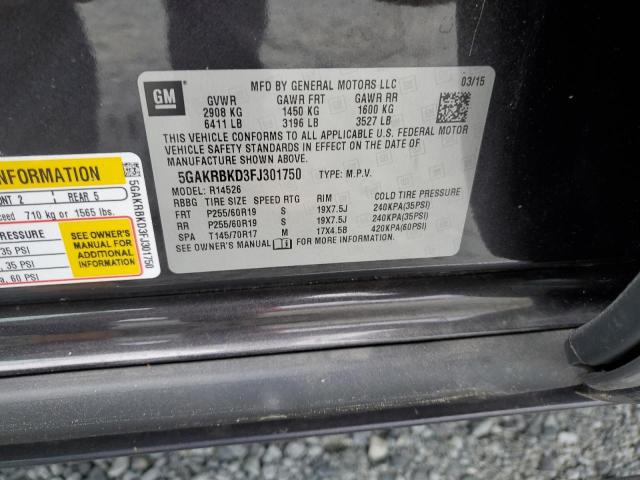 GM
MFD BY GENERAL MOTORS LLC 03/15
GVWR GAWR FRT GAWR RR
2908 KG 1450 KG 1600 KG
6411 LB 3196 LB 3527 LB
THIS VEHICLE CONFORMS TO ALL APPLICABLE U.S. FEDERAL MOTOR
VEHICLE SAFETY STANDARDS IN EFFECT ON THE DATE OF
MANUFACTURE SHOWN ABOVE.
5GAKRBKD3FJ301750 TYPE: M.P.V.
MODEL: R14526
RBBG TIRE SIZE SPEED RTG RIM COLD TIRE PRESSURE
FRT P255/60R19 S 19X7.5J 240KPA(35PSI)
RR P255/60R19 S 19X7.5J 240KPA(35PSI)
SPA T145/70R17 M 17X4.5B 420KPA(60PSI)
SEE OWNER'S MANUAL FOR MORE INFORMATION.
ION
NT 2 REAR 5
ceed 710 kg or 1565 lbs.
PRESSURE
35 PSI
, 35 PSI
a, 60 PSI
SEE OWNER'S
MANUAL FOR
ADDITIONAL
INFORMATION
5GAKRBKD3FJ301750